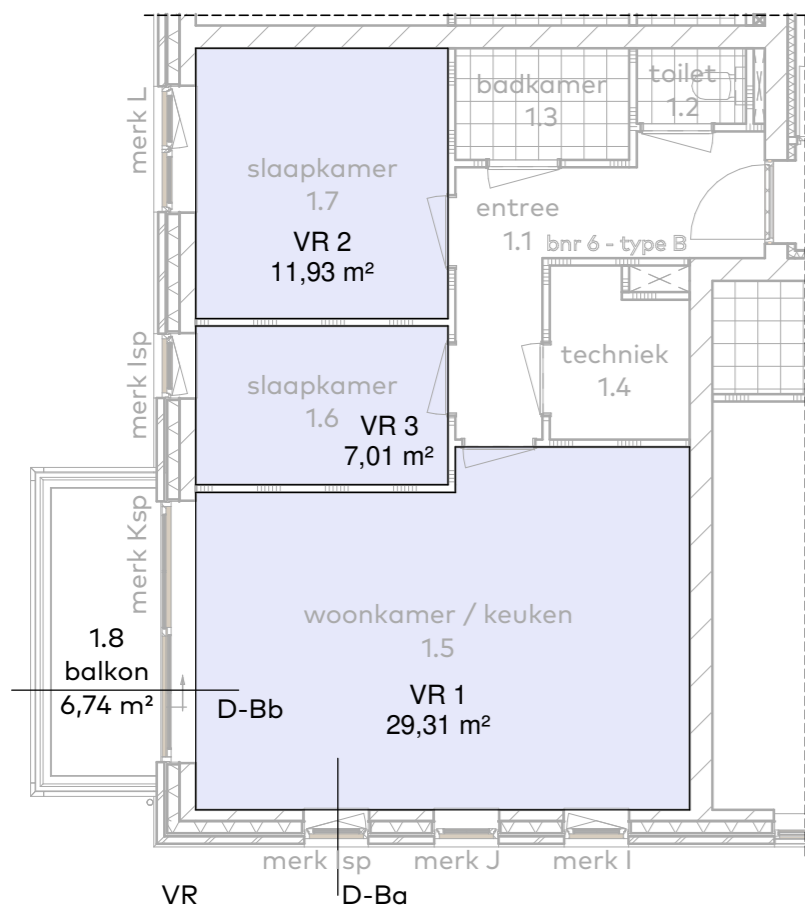 badkamer
1.3
toilet
1.2
merk L
slaapkamer
1.7
VR 2
11,93 m²
entree
1.1
bnr 6 - type B
merk Isp
slaapkamer
1.6
VR 3
7,01 m²
techniek
1.4
merk Ksp
woonkamer / keuken
1.5
1.8
balkon
6,74 m²
D-Bb
VR 1
29,31 m²
merk Isp
merk J
merk I
VR
D-Ba